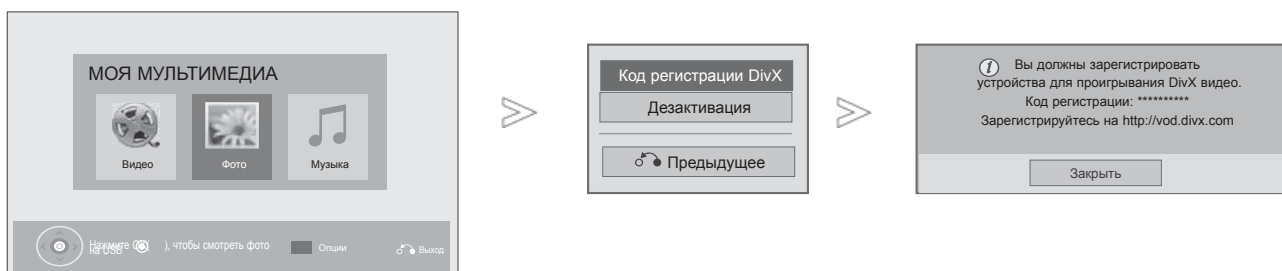 МОЯ МУЛЬТИМЕДИА
Видео
Фото
Музыка
Нажмите ), чтобы смотреть фото
на USB
Опции
Выход
Код регистрации DivX
Дезактивация
Предыдущее
Вы должны зарегистрировать
устройства для проигрывания DivX видео.
Код регистрации: **********
Зарегистрируйтесь на http://vod.divx.com
Закрыть